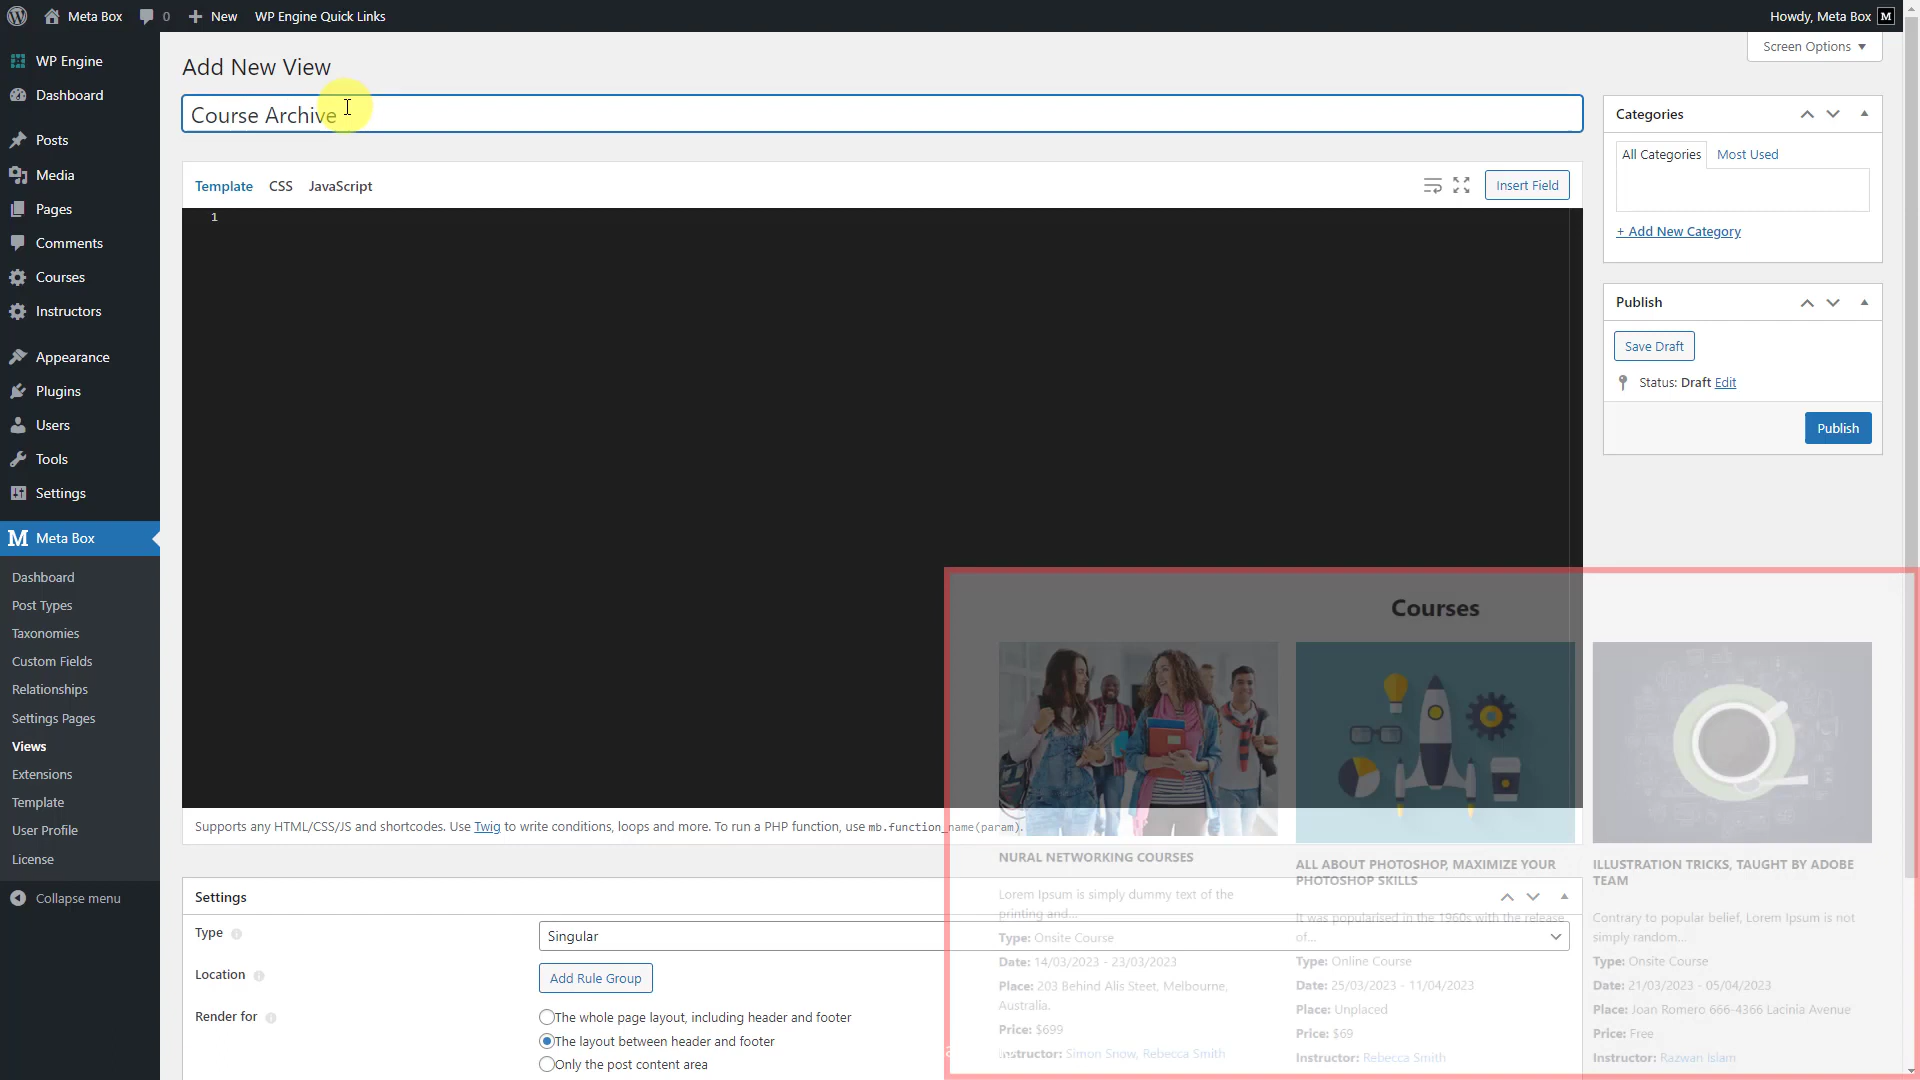 Meta Box
0
New
WP Engine Quick Links
Howdy, Meta Box
M
Screen Options
WP Engine
Dashboard
Posts
Media
Pages
Comments
Courses
Instructors
Appearance
Plugins
Users
Tools
Settings
M Meta Box
Dashboard
Post Types
Taxonomies
Custom Fields
Relationships
Settings Pages
Views
Extensions
Template
User Profile
License
Collapse menu
Add New View
Course Archive
Template CSS JavaScript
Insert Field
1
Supports any HTML/CSS/JS and shortcodes. Use Twig to write conditions, loops and more. To run a PHP function, use mb.function_name(param).
Settings
Type
Singular
Location
Add Rule Group
Render for
The whole page layout, including header and footer
The layout between header and footer
Only the post content area
Categories
All Categories
Most Used
+ Add New Category
Publish
Save Draft
Status: Draft Edit
Publish
Courses
NURAL NETWORKING COURSES
Lorem Ipsum is simply dummy text of the
printing and...
Type: Onsite Course
Date: 14/03/2023 - 23/03/2023
Place: 203 Behind Alis Steet, Melbourne,
Australia.
Price: $699
Instructor: Simon Snow, Rebecca Smith
ALL ABOUT PHOTOSHOP, MAXIMIZE YOUR
PHOTOSHOP SKILLS
It was popularised in the 1960s with the release
of...
Type: Online Course
Date: 25/03/2023 - 11/04/2023
Place: Unplaced
Price: $69
Instructor: Rebecca Smith
ILLUSTRATION TRICKS, TAUGHT BY ADOBE
TEAM
Contrary to popular belief, Lorem Ipsum is not
simply random...
Type: Onsite Course
Date: 21/03/2023 - 05/04/2023
Place: Joan Romero 666-4366 Lacinia Avenue
Price: Free
Instructor: Razwan Islam